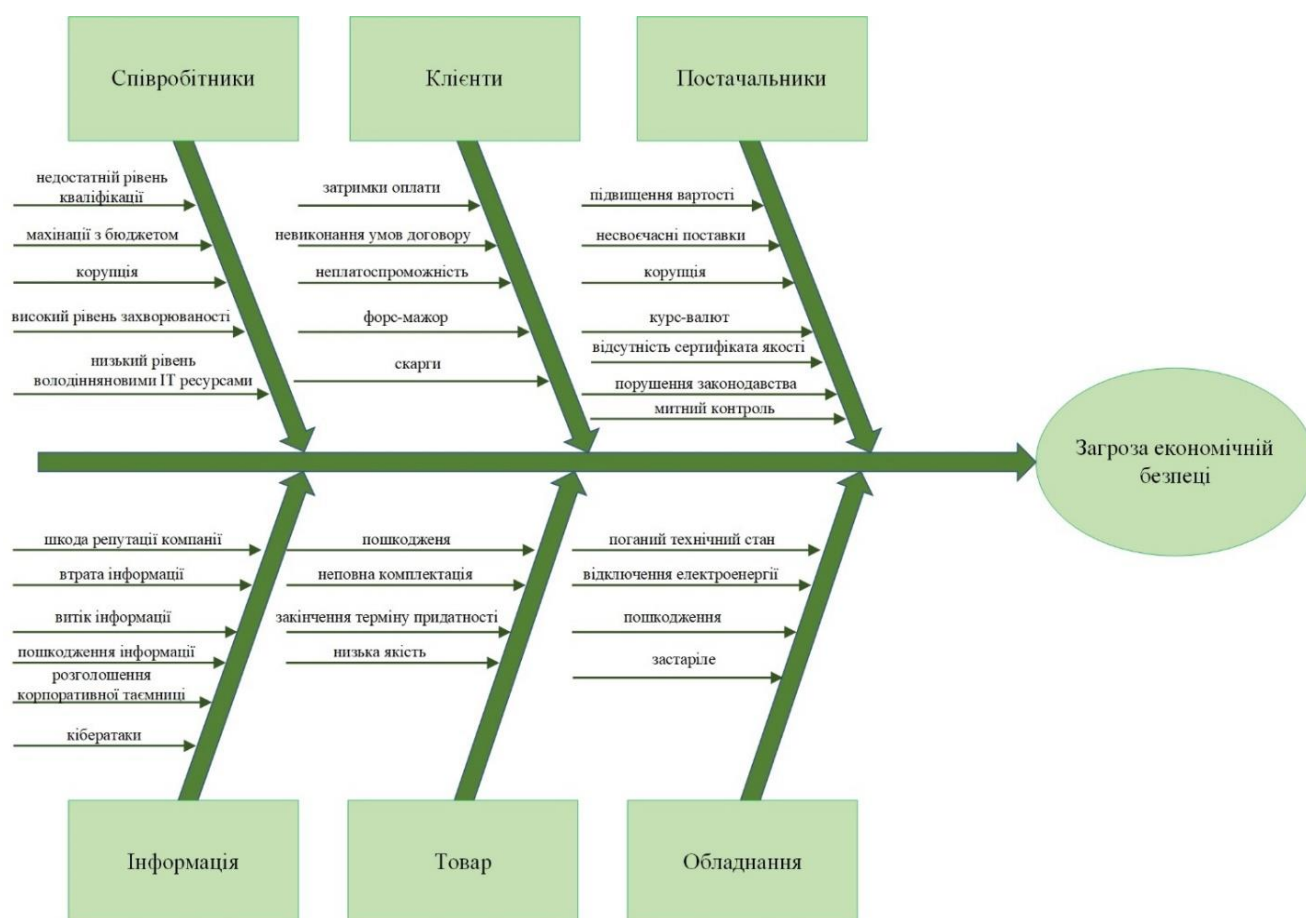 Співробітники
Клієнти
Постачальники
недостатній рівень
кваліфікації
махінації з бюджетом
корупція
високий рівень захворюваності
низький рівень
володінняновими ІТ ресурсами
затримки оплати
невиконання умов договору
неплатоспроможність
форс-мажор
скарги
підвищення вартості
несвоєчасні поставки
корупція
курс-валют
відсутність сертифіката якості
порушення законодавства
митний контроль
Загроза економічній
безпеці
шкода репутації компанії
втрата інформації
витік інформації
пошкодження інформації
розголошення
корпоративної таємниці
кібератаки
пошкодженя
неповна комплектація
закінчення терміну придатності
низька якість
поганий технічний стан
відключення електроенергії
пошкодження
застаріле
Інформація
Товар
Обладнання